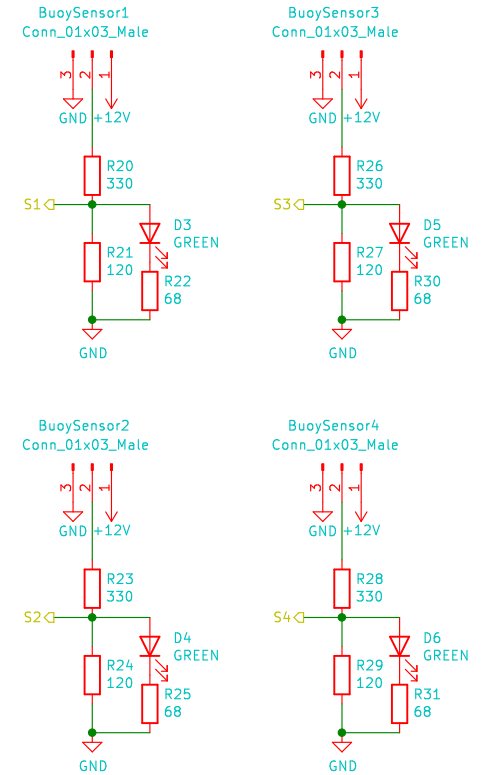 BuoySensor1
Conn_01x03_Male
3
2
1
GND
+12V
R20
330
S1
D3
GREEN
R21
120
R22
68
GND
BuoySensor3
Conn_01x03_Male
3
2
1
GND
+12V
R26
330
S3
D5
GREEN
R27
120
R30
68
GND
BuoySensor2
Conn_01x03_Male
3
2
1
GND
+12V
R23
330
S2
D4
GREEN
R24
120
R25
68
GND
BuoySensor4
Conn_01x03_Male
3
2
1
GND
+12V
R28
330
S4
D6
GREEN
R29
120
R31
68
GND